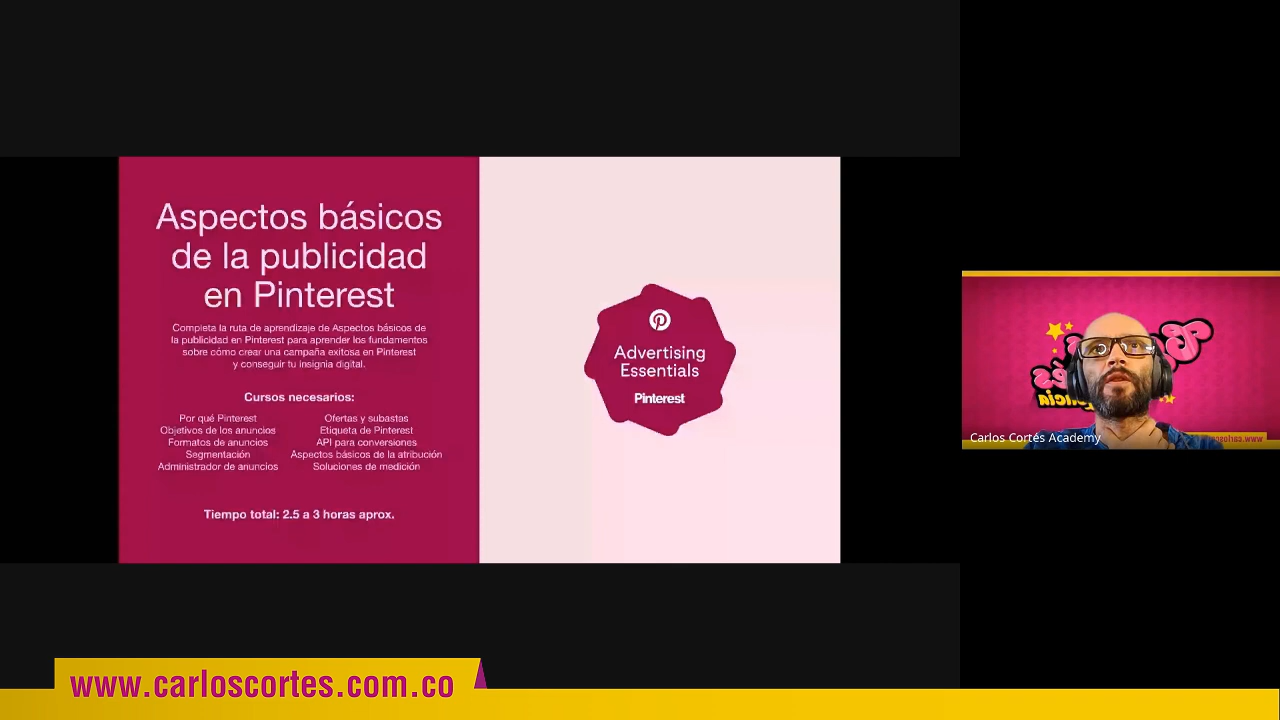 Aspectos básicos
de la publicidad
en Pinterest
Completa la ruta de aprendizaje de Aspectos básicos de
la publicidad en Pinterest para aprender los fundamentos
sobre cómo crear una campaña exitosa en Pinterest
y conseguir tu insignia digital.
Cursos necesarios:
Por qué Pinterest
Objetivos de los anuncios
Formatos de anuncios
Segmentación
Administrador de anuncios
Ofertas y subastas
Etiqueta de Pinterest
API para conversiones
Aspectos básicos de la atribución
Soluciones de medición
Tiempo total: 2.5 a 3 horas aprox.
Advertising
Essentials
Pinterest
Carlos Cortés Academy
www.carloscortes.com.co